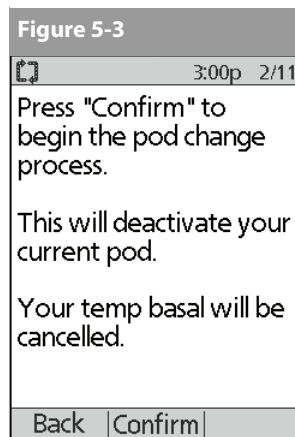 Figure 5-3
3:00p 2/11
Press "Confirm" to
begin the pod change
process.
This will deactivate your
current pod.
Your temp basal will be
cancelled.
Back Confirm